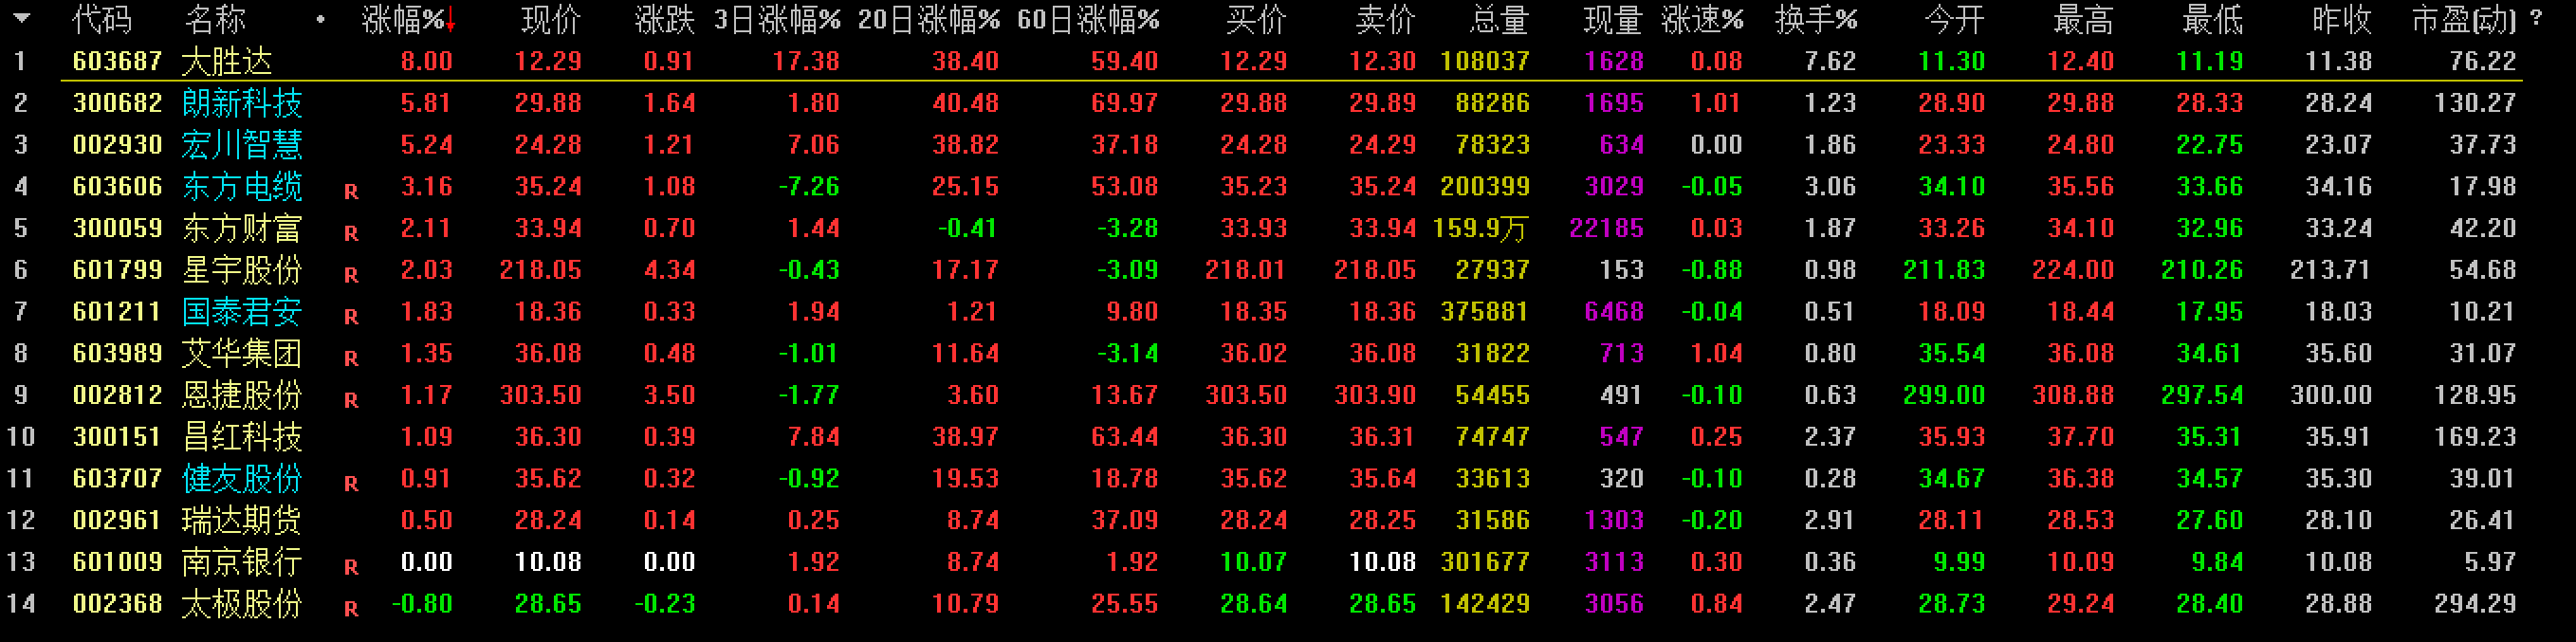 代码 名称 • 涨幅%↓ 现价 涨跌 3日涨幅% 20日涨幅% 60日涨幅% 买价 卖价 总量 现量 涨速% 换手% 今开 最高 最低 昨收 市盈(动) ?
1 603687 大胜达 8.00 12.29 0.91 17.38 38.40 59.40 12.29 12.30 108037 1628 0.08 7.62 11.30 12.40 11.19 11.38 76.22
2 300682 朗新科技 5.81 29.88 1.64 1.80 40.48 69.97 29.88 29.89 88286 1695 1.01 1.23 28.90 29.88 28.33 28.24 130.27
3 002930 宏川智慧 5.24 24.28 1.21 7.06 38.82 37.18 24.28 24.29 78323 634 0.00 1.86 23.33 24.80 22.75 23.07 37.73
4 603606 东方电缆 R 3.16 35.24 1.08 -7.26 25.15 53.08 35.23 35.24 200399 3029 -0.05 3.06 34.10 35.56 33.66 34.16 17.98
5 300059 东方财富 R 2.11 33.94 0.70 1.44 -0.41 -3.28 33.93 33.94 159.9万 22185 0.03 1.87 33.26 34.10 32.96 33.24 42.20
6 601799 星宇股份 R 2.03 218.05 4.34 -0.43 17.17 -3.09 218.01 218.05 27937 153 -0.88 0.98 211.83 224.00 210.26 213.71 54.68
7 601211 国泰君安 R 1.83 18.36 0.33 1.94 1.21 9.80 18.35 18.36 375881 6468 -0.04 0.51 18.09 18.44 17.95 18.03 10.21
8 603989 艾华集团 R 1.35 36.08 0.48 -1.01 11.64 -3.14 36.02 36.08 31822 713 1.04 0.80 35.54 36.08 34.61 35.60 31.07
9 002812 恩捷股份 R 1.17 303.50 3.50 -1.77 3.60 13.67 303.50 303.90 54455 491 -0.10 0.63 299.00 308.88 297.54 300.00 128.95
10 300151 昌红科技 1.09 36.30 0.39 7.84 38.97 63.44 36.30 36.31 74747 547 0.25 2.37 35.93 37.70 35.31 35.91 169.23
11 603707 健友股份 R 0.91 35.62 0.32 -0.92 19.53 18.78 35.62 35.64 33613 320 -0.10 0.28 34.67 36.38 34.57 35.30 39.01
12 002961 瑞达期货 0.50 28.24 0.14 0.25 8.74 37.09 28.24 28.25 31586 1303 -0.20 2.91 28.11 28.53 27.60 28.10 26.41
13 601009 南京银行 R 0.00 10.08 0.00 1.92 8.74 1.92 10.07 10.08 301677 3113 0.30 0.36 9.99 10.09 9.84 10.08 5.97
14 002368 太极股份 R -0.80 28.65 -0.23 0.14 10.79 25.55 28.64 28.65 142429 3056 0.84 2.47 28.73 29.24 28.40 28.88 294.29